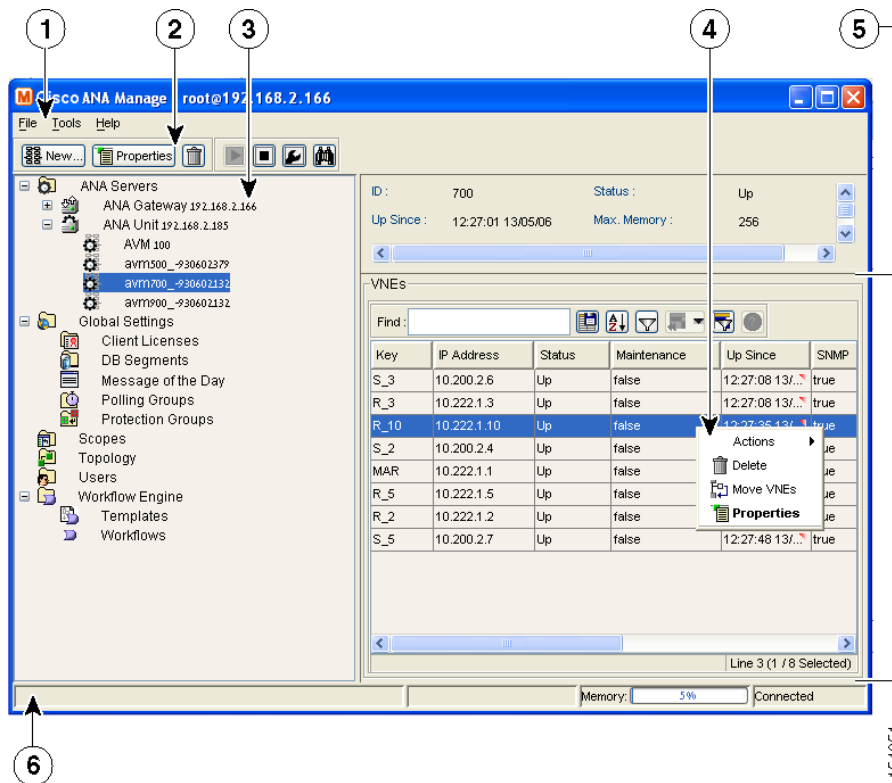 1 2 3 4 5
Cisco ANA Manage root@192.168.2.166
File Tools Help
New... Properties
ANA Servers
ANA Gateway 192.168.2.166
ANA Unit 192.168.2.185
AVM 100
avm500_-930602379
avm700_-930602132
avm900_-930602132
Global Settings
Client Licenses
DB Segments
Message of the Day
Polling Groups
Protection Groups
Scopes
Topology
Users
Workflow Engine
Templates
Workflows
ID : 700 Status : Up
Up Since : 12:27:01 13/05/06 Max. Memory : 256
VNEs
Find :
Key IP Address Status Maintenance Up Since SNMP
S_3 10.200.2.6 Up false 12:27:08 13/... true
R_3 10.222.1.3 Up false 12:27:08 13/... true
R_10 10.222.1.10 Up false 12:27:35 13/... true
S_2 10.200.2.4 Up false ue
MAR 10.222.1.1 Up false ue
R_5 10.222.1.5 Up false ue
R_2 10.222.1.2 Up false ue
S_5 10.200.2.7 Up false 12:27:48 13/... true
Actions
Delete
Move VNEs
Properties
Line 3 (1 / 8 Selected)
Memory: 5% Connected
6